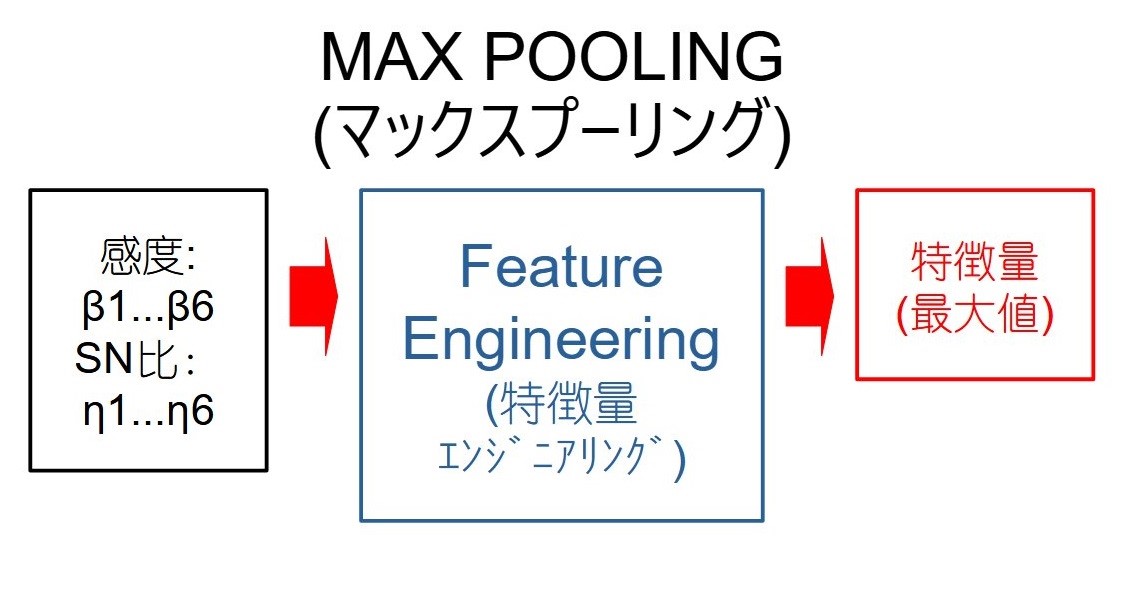 MAX POOLING
(マックスプーリング)
感度:
β1...β6
SN比:
η1...η6
Feature
Engineering
(特徴量
ｴﾝｼﾞﾆｱﾘﾝｸﾞ)
特徴量
(最大値)